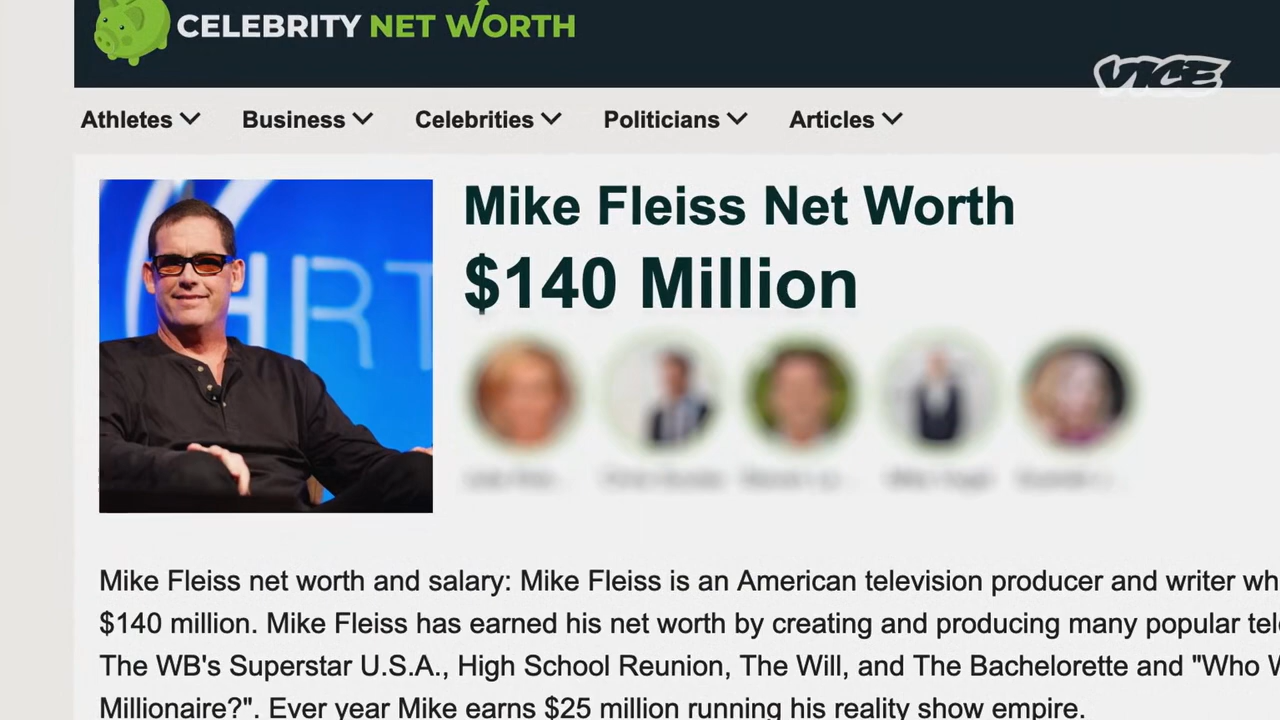 CELEBRITY NET WORTH
VICE
Athletes Business Celebrities Politicians Articles
Mike Fleiss Net Worth
$140 Million
HRT
Mike Fleiss net worth and salary: Mike Fleiss is an American television producer and writer wh
$140 million. Mike Fleiss has earned his net worth by creating and producing many popular tel
The WB's Superstar U.S.A., High School Reunion, The Will, and The Bachelorette and "Who W
Millionaire?". Ever year Mike earns $25 million running his reality show empire.